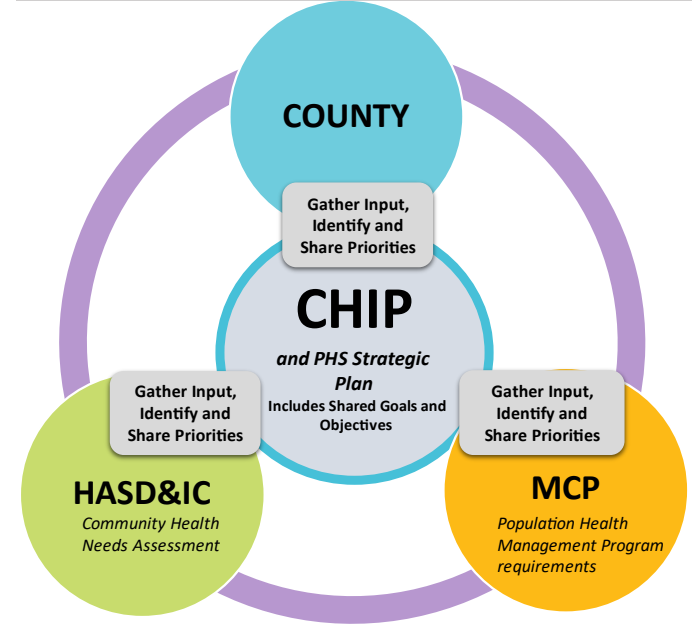 COUNTY
Gather Input,
Identify and
Share Priorities
CHIP
and PHS Strategic
Plan
Includes Shared Goals and
Objectives
Gather Input,
Identify and
Share Priorities
Gather Input,
Identify and
Share Priorities
HASD&IC
Community Health
Needs Assessment
MCP
Population Health
Management Program
requirements